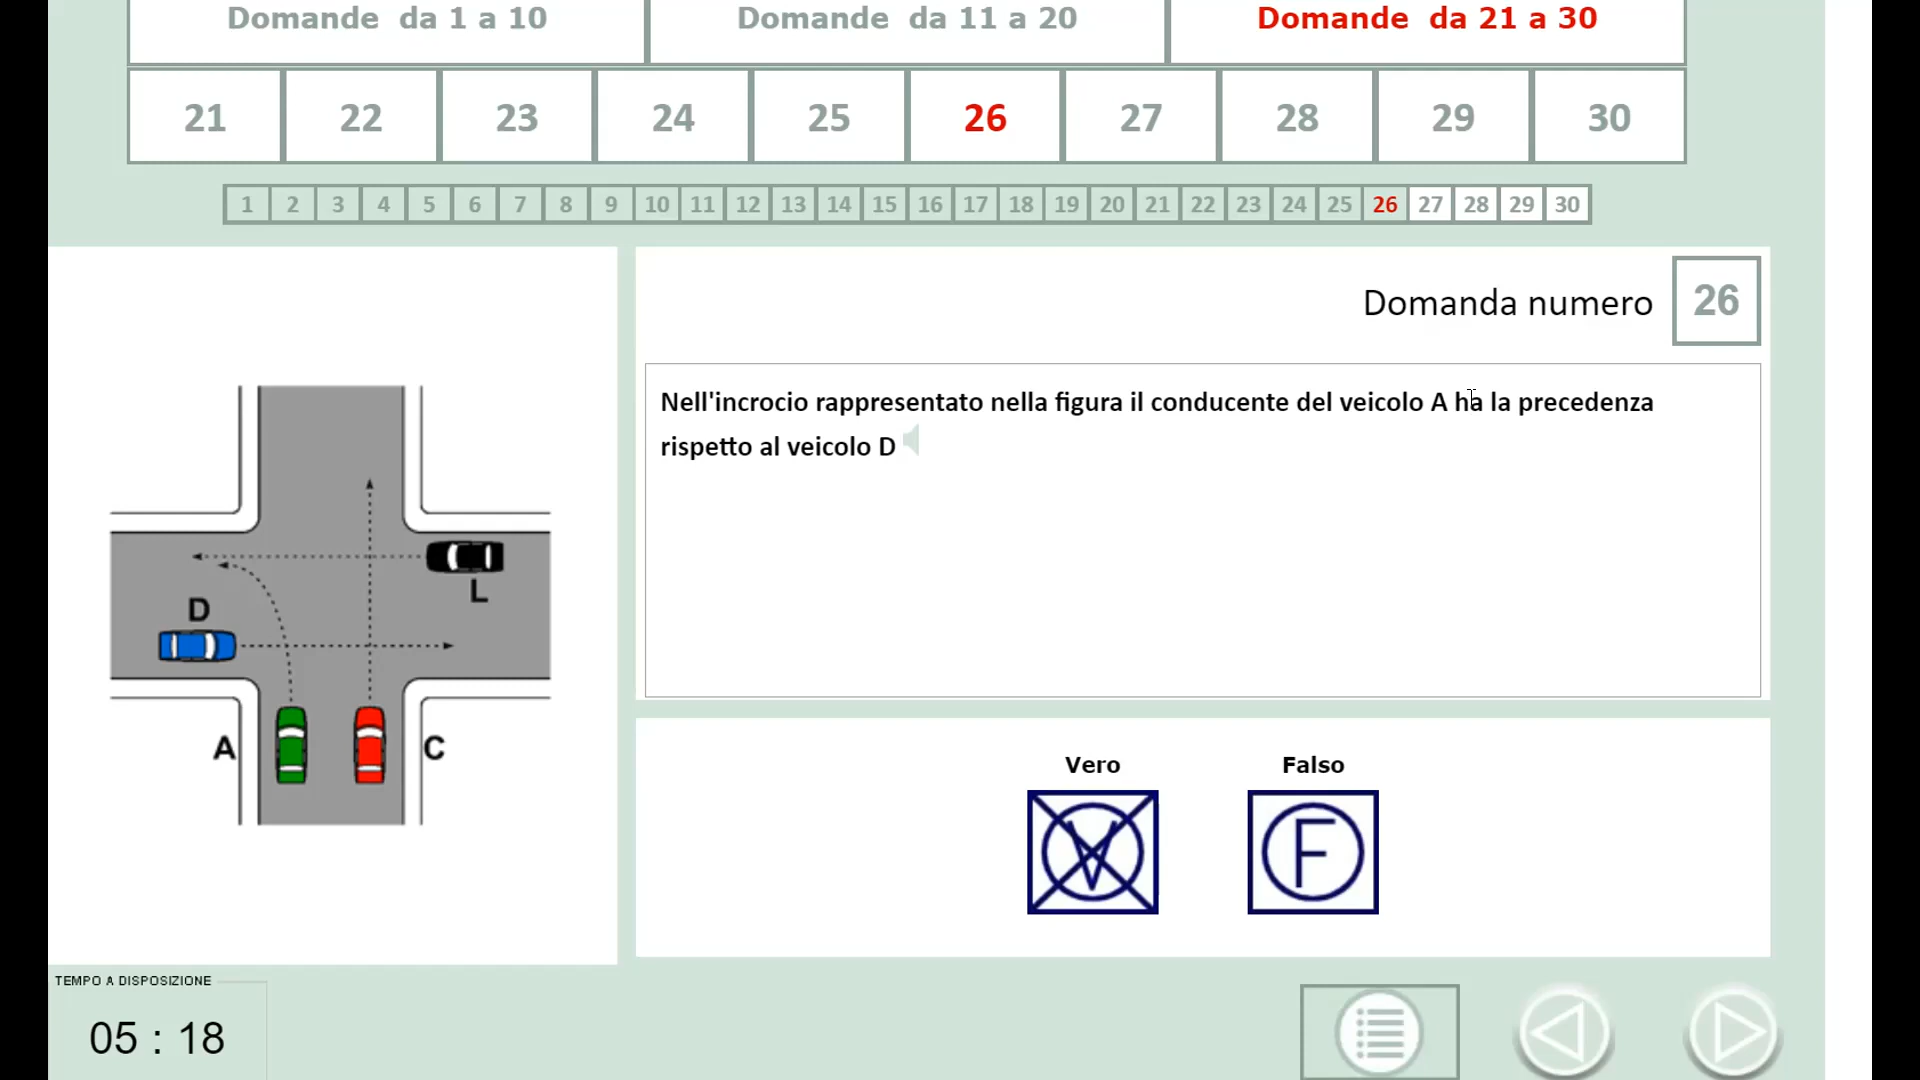 Domande da 1 a 10 Domande da 11 a 20 Domande da 21 a 30
21 22 23 24 25 26 27 28 29 30
1 2 3 4 5 6 7 8 9 10 11 12 13 14 15 16 17 18 19 20 21 22 23 24 25 26 27 28 29 30
Domanda numero 26
Nell'incrocio rappresentato nella figura il conducente del veicolo A ha la precedenza
rispetto al veicolo D
L
D
A C
Vero Falso
V F
TEMPO A DISPOSIZIONE
05 : 18